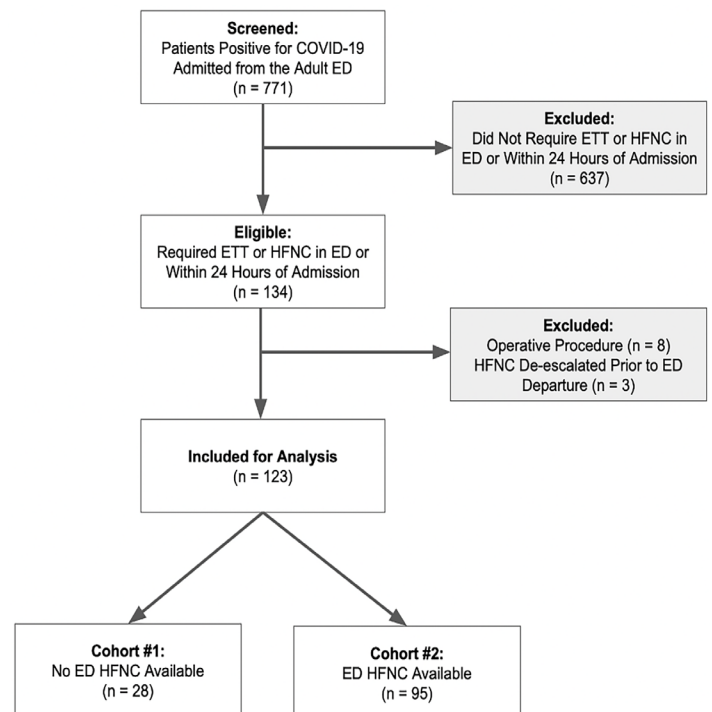 Screened:
Patients Positive for COVID-19
Admitted from the Adult ED
(n = 771)
Excluded:
Did Not Require ETT or HFNC in
ED or Within 24 Hours of Admission
(n = 637)
Eligible:
Required ETT or HFNC in ED or
Within 24 Hours of Admission
(n = 134)
Excluded:
Operative Procedure (n = 8)
HFNC De-escalated Prior to ED
Departure (n = 3)
Included for Analysis
(n = 123)
Cohort #1:
No ED HFNC Available
(n = 28)
Cohort #2:
ED HFNC Available
(n = 95)